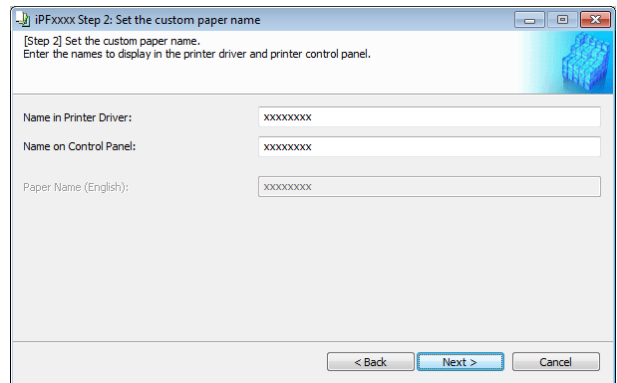 iPFxxxx Step 2: Set the custom paper name
[Step 2] Set the custom paper name.
Enter the names to display in the printer driver and printer control panel.
Name in Printer Driver: xxxxxxxx
Name on Control Panel: xxxxxxxx
Paper Name (English): xxxxxxxx
< Back Next > Cancel